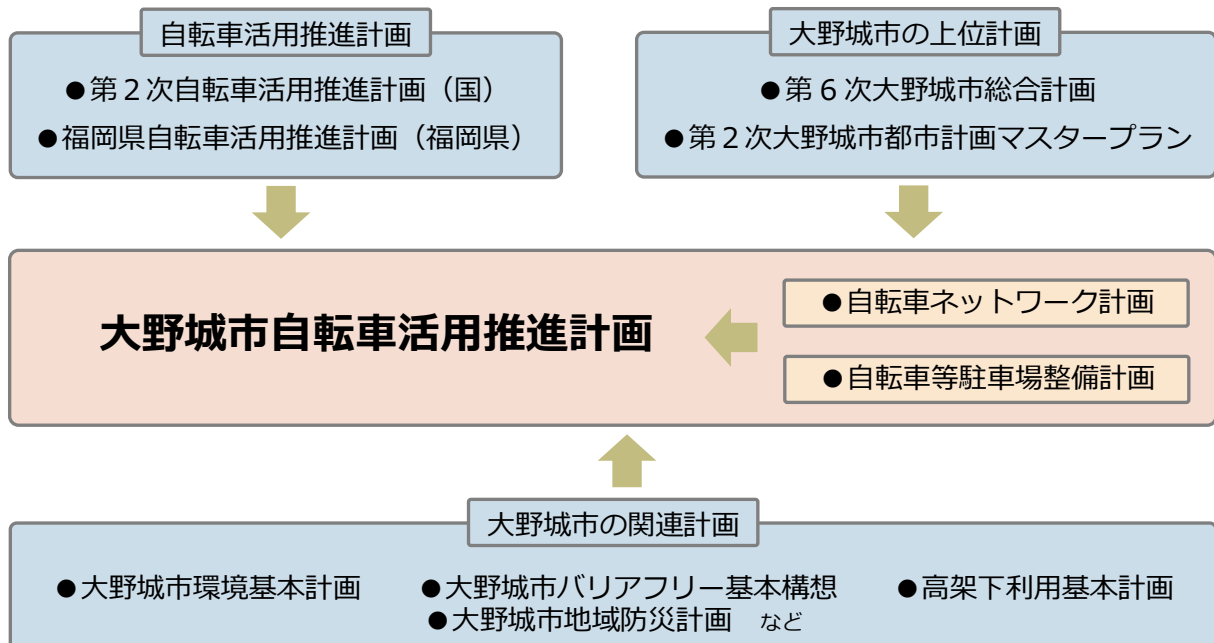 自転車活用推進計画
●第２次自転車活用推進計画（国）
●福岡県自転車活用推進計画（福岡県）
大野城市の上位計画
●第６次大野城市総合計画
●第２次大野城市都市計画マスタープラン
大野城市自転車活用推進計画
●自転車ネットワーク計画
●自転車等駐車場整備計画
大野城市の関連計画
●大野城市環境基本計画 ●大野城市バリアフリー基本構想 ●高架下利用基本計画
●大野城市地域防災計画 など